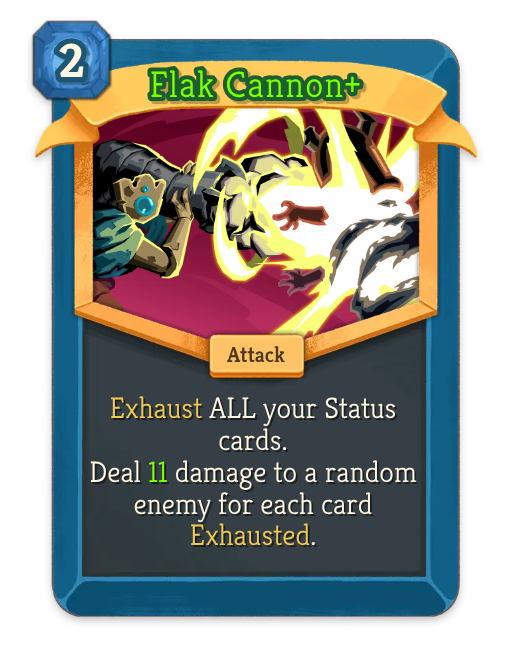 2
Flak Cannon+
Attack
Exhaust ALL your Status
cards.
Deal 11 damage to a random
enemy for each card
Exhausted.